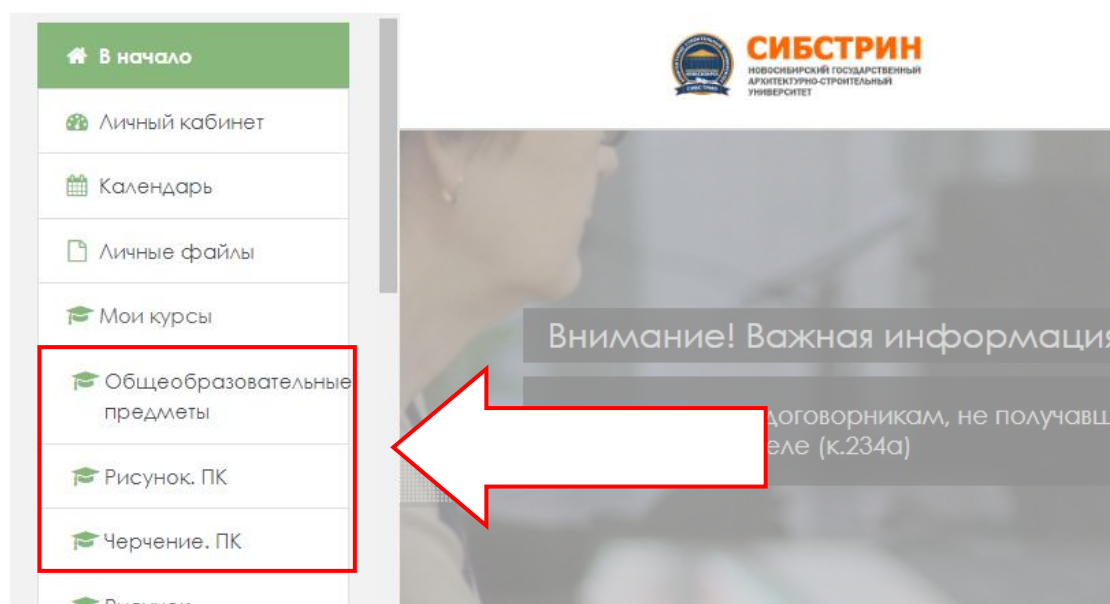 В начало
Личный кабинет
Календарь
Личные файлы
Мои курсы
Общеобразовательные
предметы
Рисунок. ПК
Черчение. ПК
СИБСТРИН
НОВОСИБИРСКИЙ ГОСУДАРСТВЕННЫЙ
АРХИТЕКТУРНО-СТРОИТЕЛЬНЫЙ
УНИВЕРСИТЕТ
Внимание! Важная информация
договорникам, не получавш
еле (к.234а)